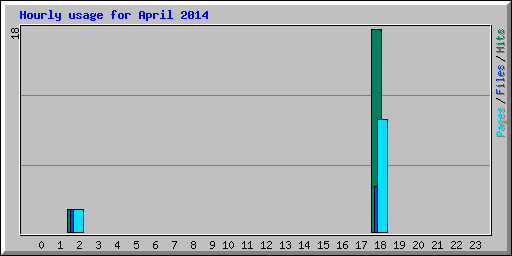 Hourly usage for April 2014
18
Pages/Files/Hits
0 1 2 3 4 5 6 7 8 9 10 11 12 13 14 15 16 17 18 19 20 21 22 23